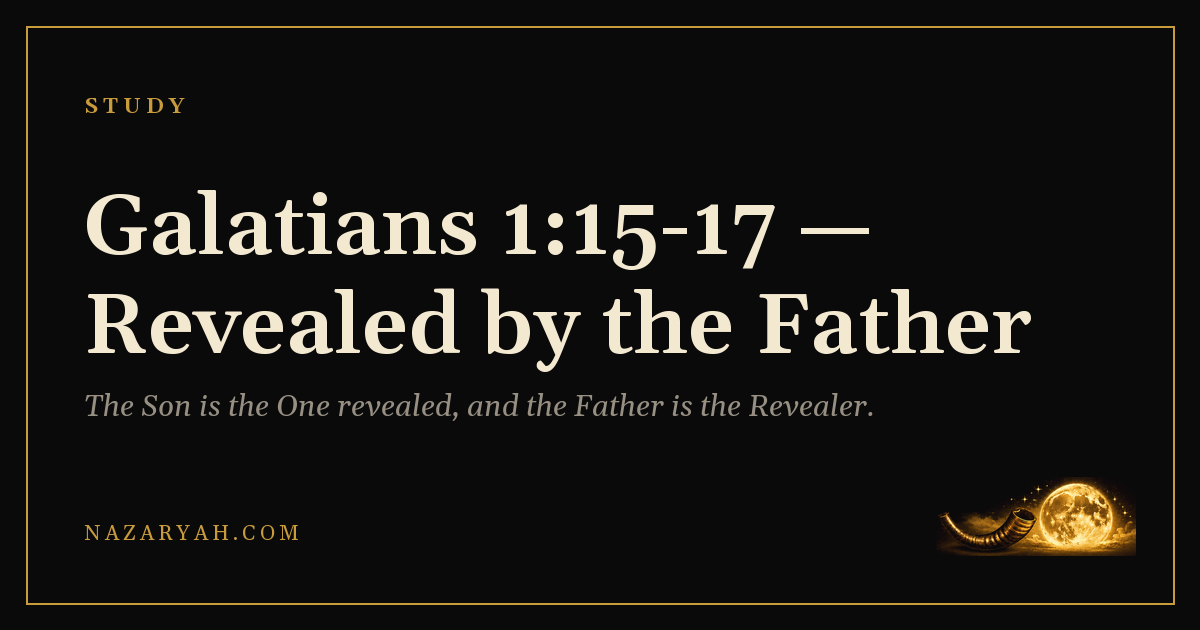 STUDY
Galatians 1:15-17 —
Revealed by the Father
The Son is the One revealed, and the Father is the Revealer.
NAZARYAH.COM